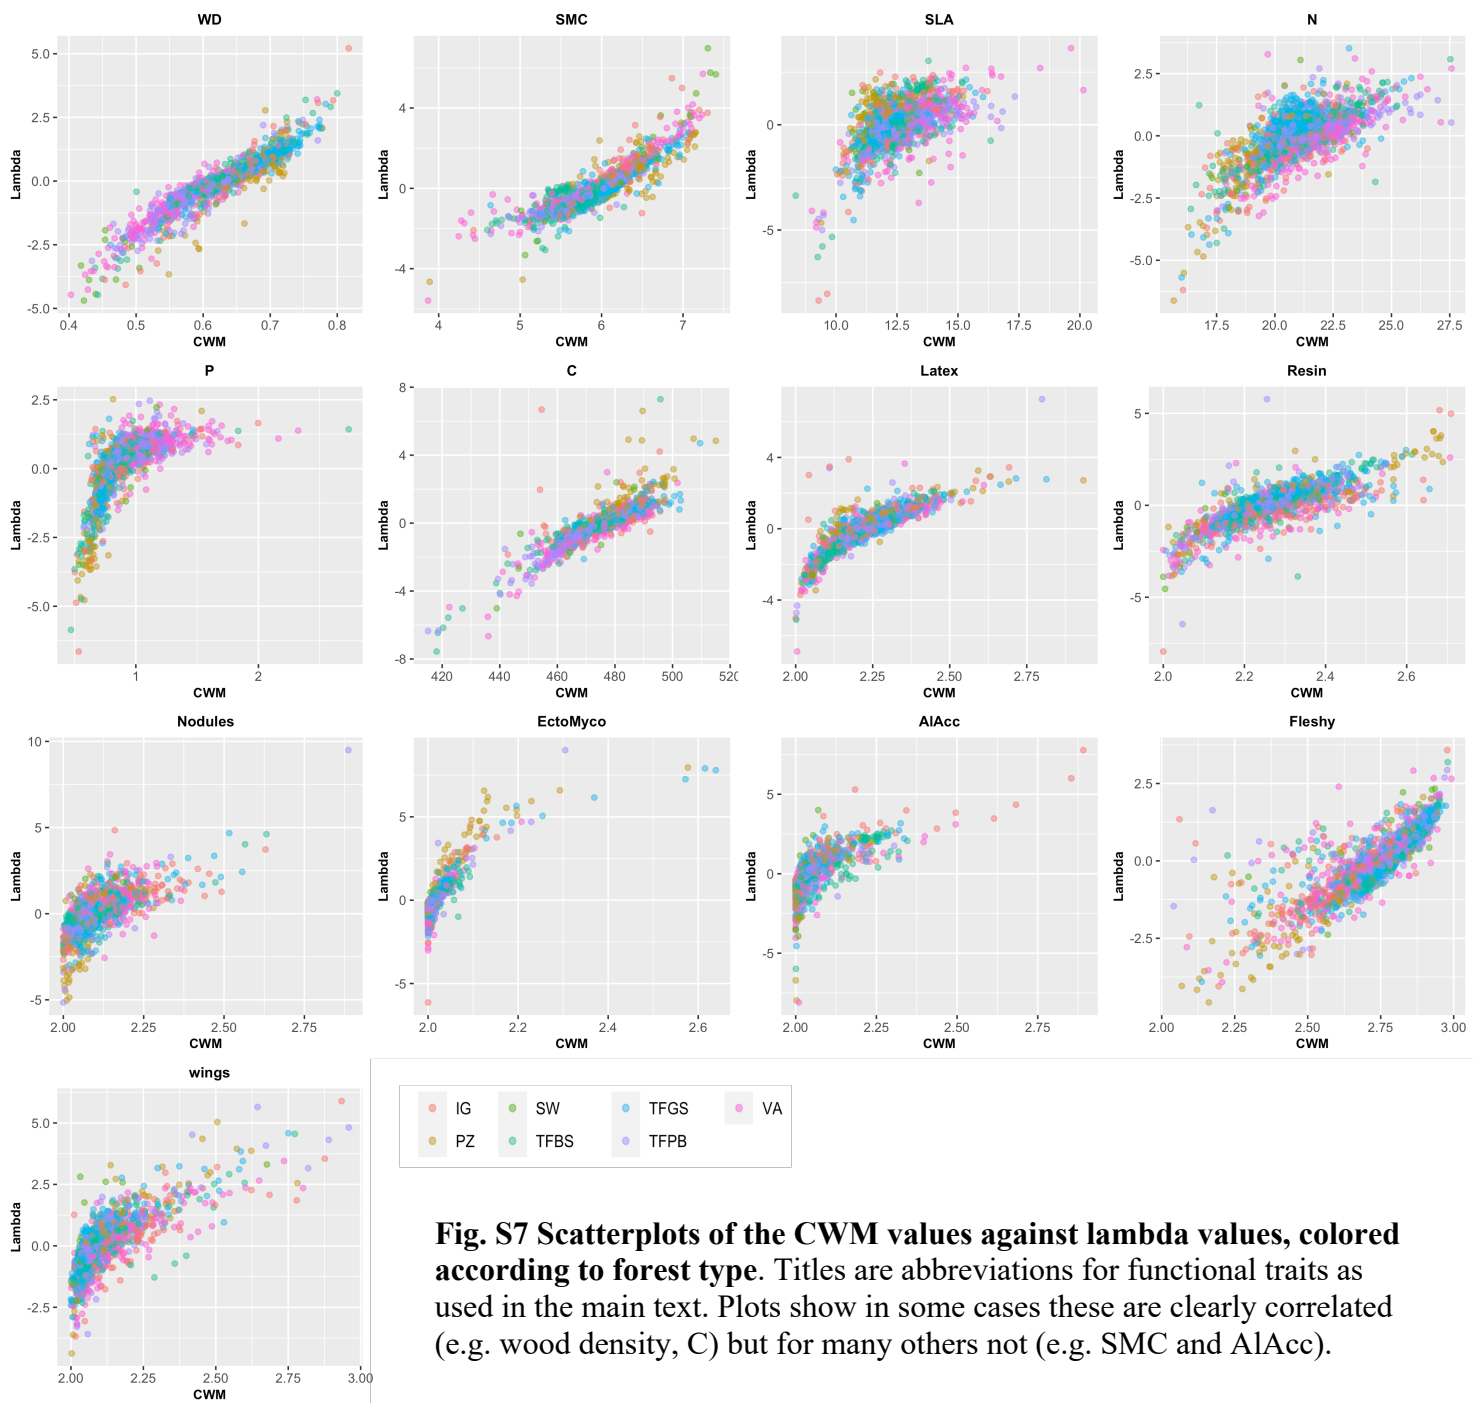 WD
SMC
SLA
N
Lambda
5.0
2.5
0.0
-2.5
-5.0
0.4 0.5 0.6 0.7 0.8
CWM
Lambda
4
0
-4
4 5 6 7
CWM
Lambda
0
-5
10.0 12.5 15.0 17.5 20.0
CWM
Lambda
2.5
0.0
-2.5
-5.0
17.5 20.0 22.5 25.0 27.5
CWM
P
C
Latex
Resin
Lambda
2.5
0.0
-2.5
-5.0
1 2
CWM
Lambda
8
4
0
-4
-8
420 440 460 480 500 520
CWM
Lambda
4
0
-4
2.00 2.25 2.50 2.75
CWM
Lambda
5
0
-5
2.0 2.2 2.4 2.6
CWM
Nodules
EctoMyco
AlAcc
Fleshy
Lambda
10
5
0
-5
2.00 2.25 2.50 2.75
CWM
Lambda
5
0
-5
2.0 2.2 2.4 2.6
CWM
Lambda
5
0
-5
2.00 2.25 2.50 2.75
CWM
Lambda
2.5
0.0
-2.5
2.00 2.25 2.50 2.75 3.00
CWM
wings
Lambda
5.0
2.5
0.0
-2.5
2.00 2.25 2.50 2.75 3.00
CWM
IG SW TFGS VA
PZ TFBS TFPB
Fig. S7 Scatterplots of the CWM values against lambda values, colored
according to forest type. Titles are abbreviations for functional traits as
used in the main text. Plots show in some cases these are clearly correlated
(e.g. wood density, C) but for many others not (e.g. SMC and AlAcc).